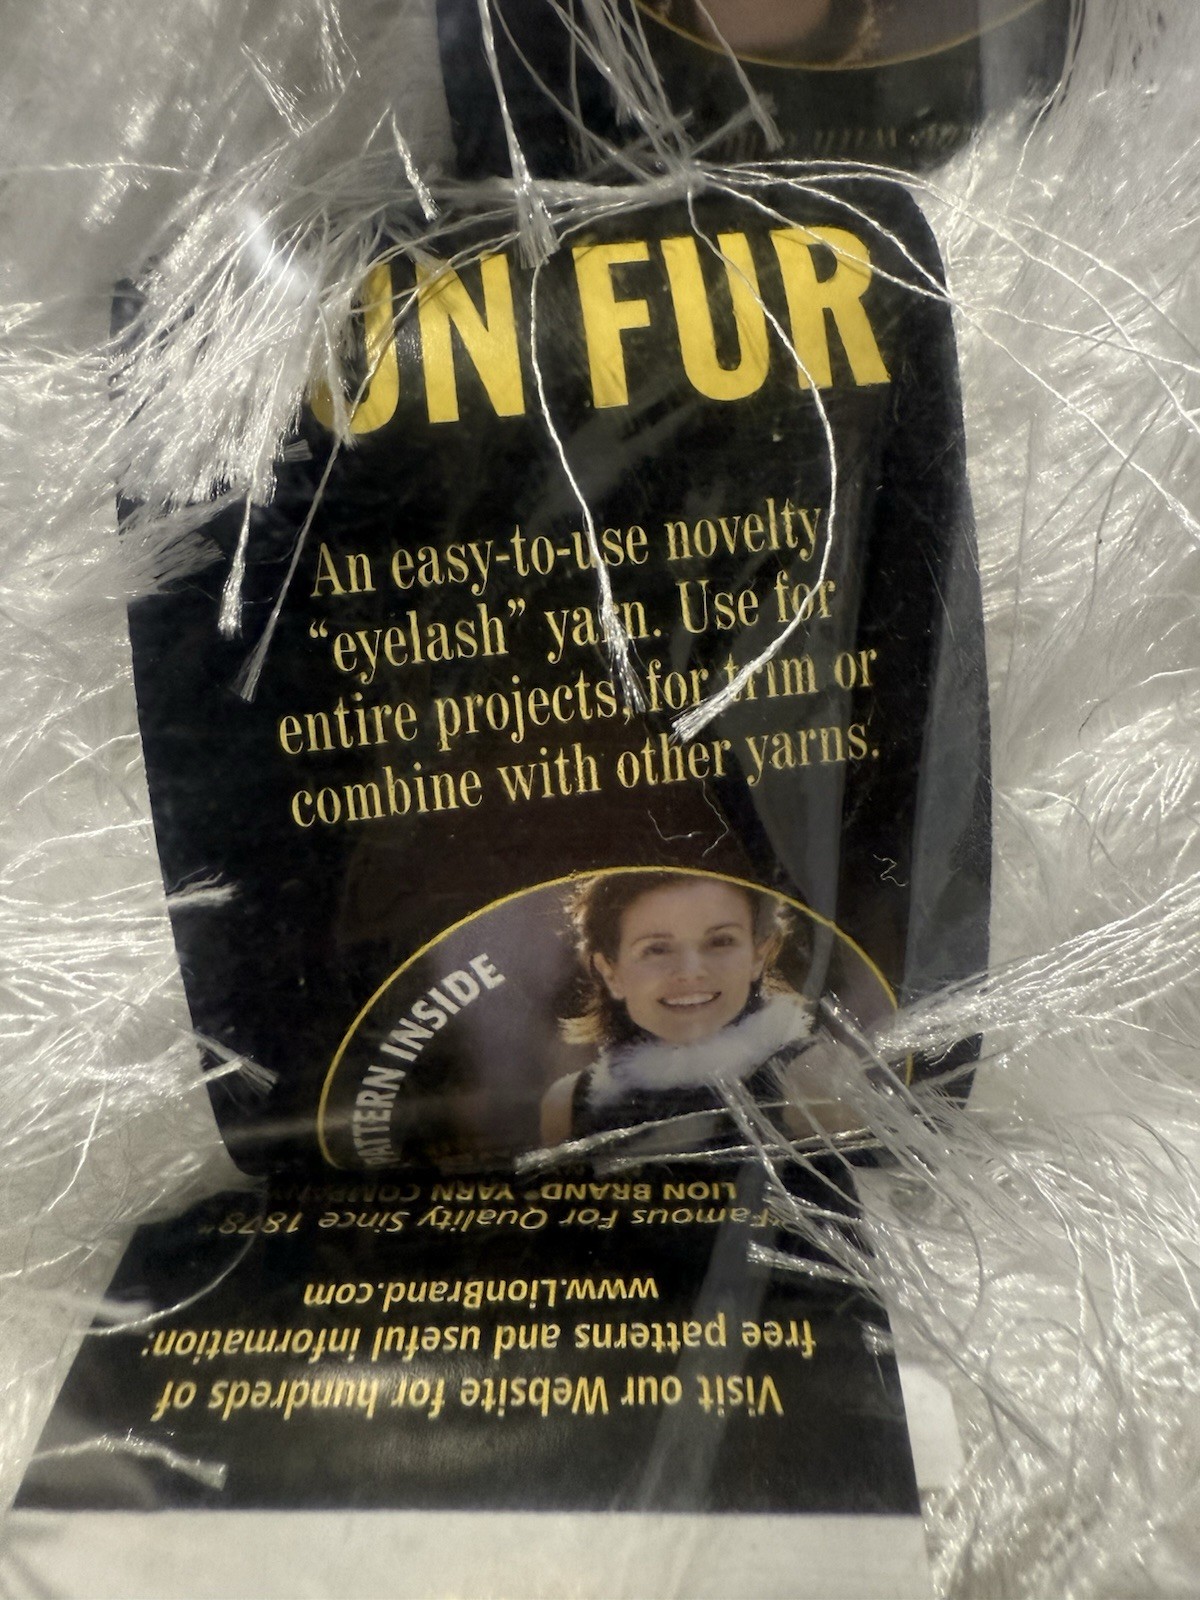 UN FUR
An easy-to-use novelty
“eyelash” yarn. Use for
entire projects, for trim or
combine with other yarns.
PATTERN INSIDE
Visit our Website for hundreds of
free patterns and useful information:
www.LionBrand.com
"Famous For Quality Since 1878"
LION BRAND® YARN COMPANY